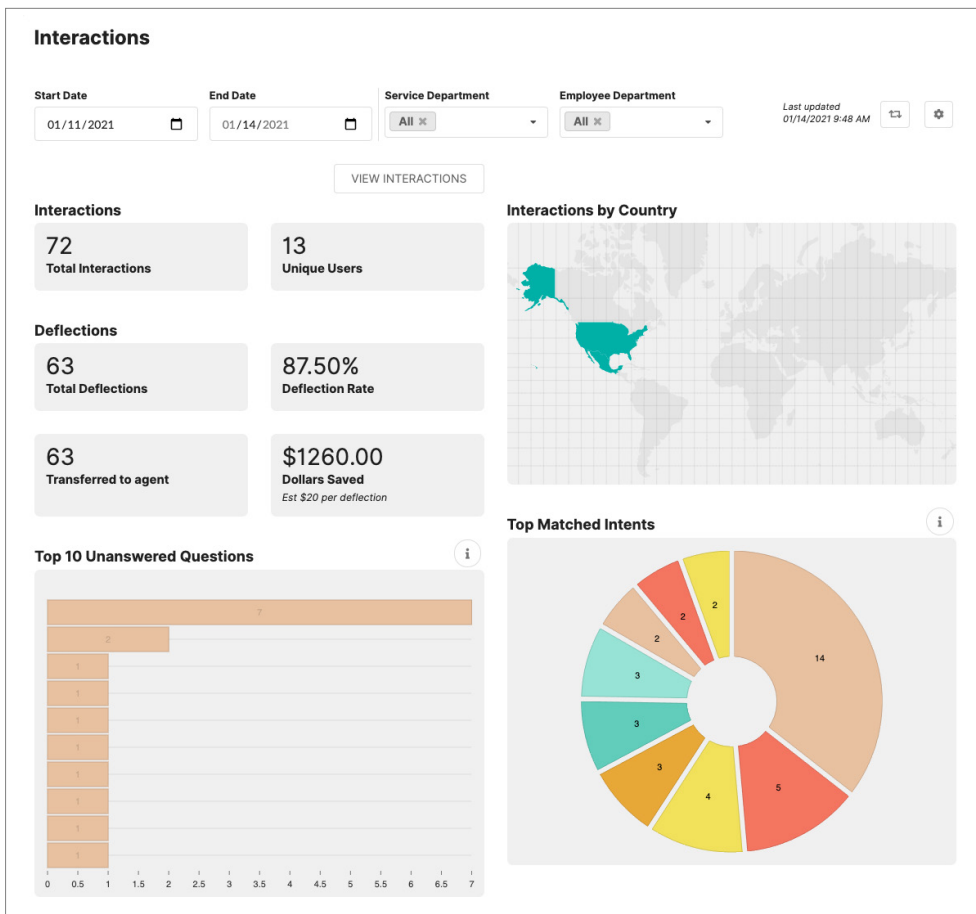 Interactions
Start Date
End Date
Service Department
Employee Department
01/11/2021
01/14/2021
All ×
All ×
Last updated
01/14/2021 9:48 AM
VIEW INTERACTIONS
Interactions
72
Total Interactions
13
Unique Users
Deflections
63
Total Deflections
87.50%
Deflection Rate
63
Transferred to agent
$1260.00
Dollars Saved
Est $20 per deflection
Interactions by Country
Top 10 Unanswered Questions
i
7
2
1
1
1
1
1
1
1
1
0 0.5 1 1.5 2 2.5 3 3.5 4 4.5 5 5.5 6 6.5 7
Top Matched Intents
i
14
5
4
3
3
3
2
2
2